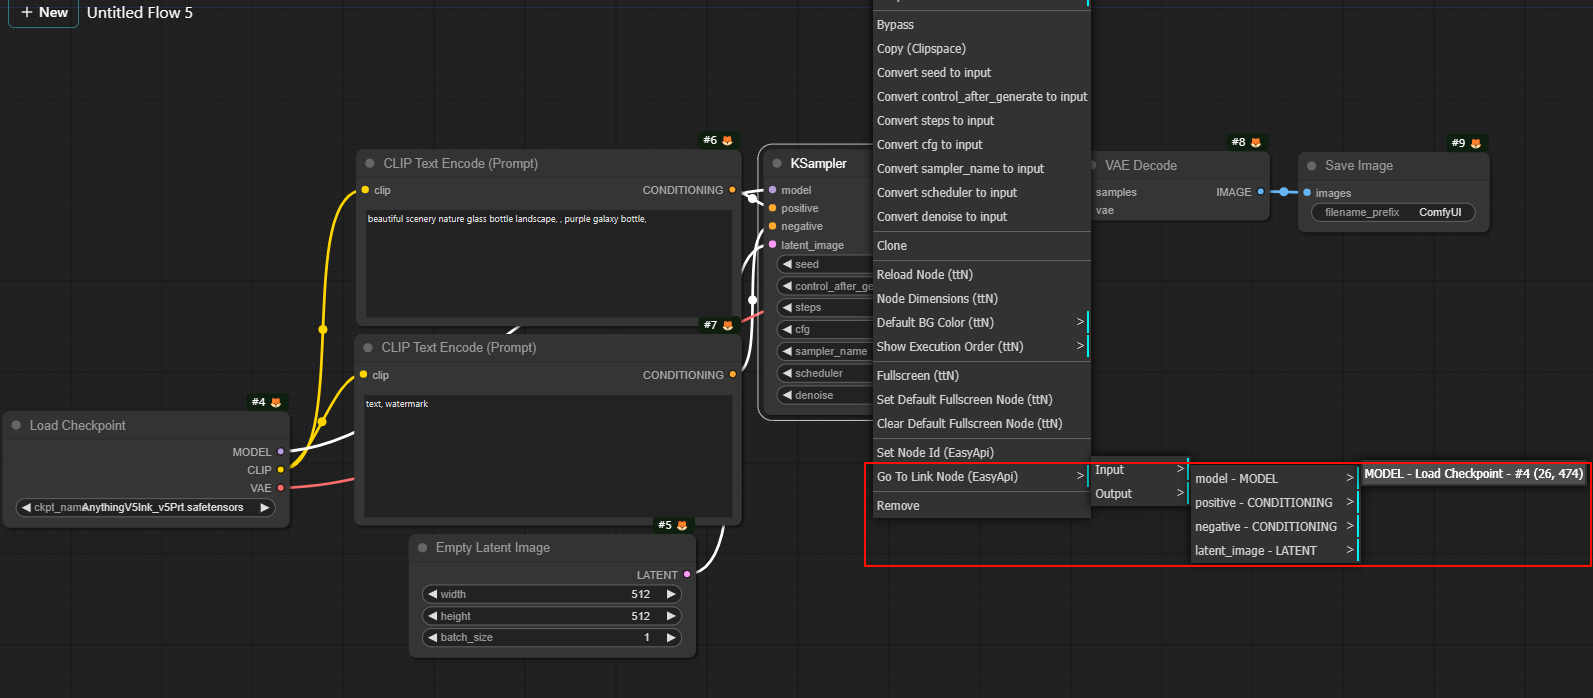 + New
Untitled Flow 5
#6
CLIP Text Encode (Prompt)
clip
CONDITIONING
beautiful scenery nature glass bottle landscape, , purple galaxy bottle,
#7
CLIP Text Encode (Prompt)
clip
CONDITIONING
text, watermark
#4
Load Checkpoint
MODEL
CLIP
VAE
AnythingV5Ink_v5Prt.safetensors
#5
Empty Latent Image
LATENT
width 512
height 512
batch_size 1
KSampler
model
positive
negative
latent_image
seed
control_after_ge
steps
cfg
sampler_name
scheduler
denoise
Bypass
Copy (Clipspace)
Convert seed to input
Convert control_after_generate to input
Convert steps to input
Convert cfg to input
Convert sampler_name to input
Convert scheduler to input
Convert denoise to input
Clone
Reload Node (ttN)
Node Dimensions (ttN)
Default BG Color (ttN) >
Show Execution Order (ttN) >
Fullscreen (ttN)
Set Default Fullscreen Node (ttN)
Clear Default Fullscreen Node (ttN)
Set Node Id (EasyApi)
Go To Link Node (EasyApi) >
Remove
Input >
Output >
model - MODEL >
positive - CONDITIONING >
negative - CONDITIONING >
latent_image - LATENT >
MODEL - Load Checkpoint - #4 (26, 474)
#8
VAE Decode
samples
IMAGE
vae
#9
Save Image
images
filename_prefix ComfyUI